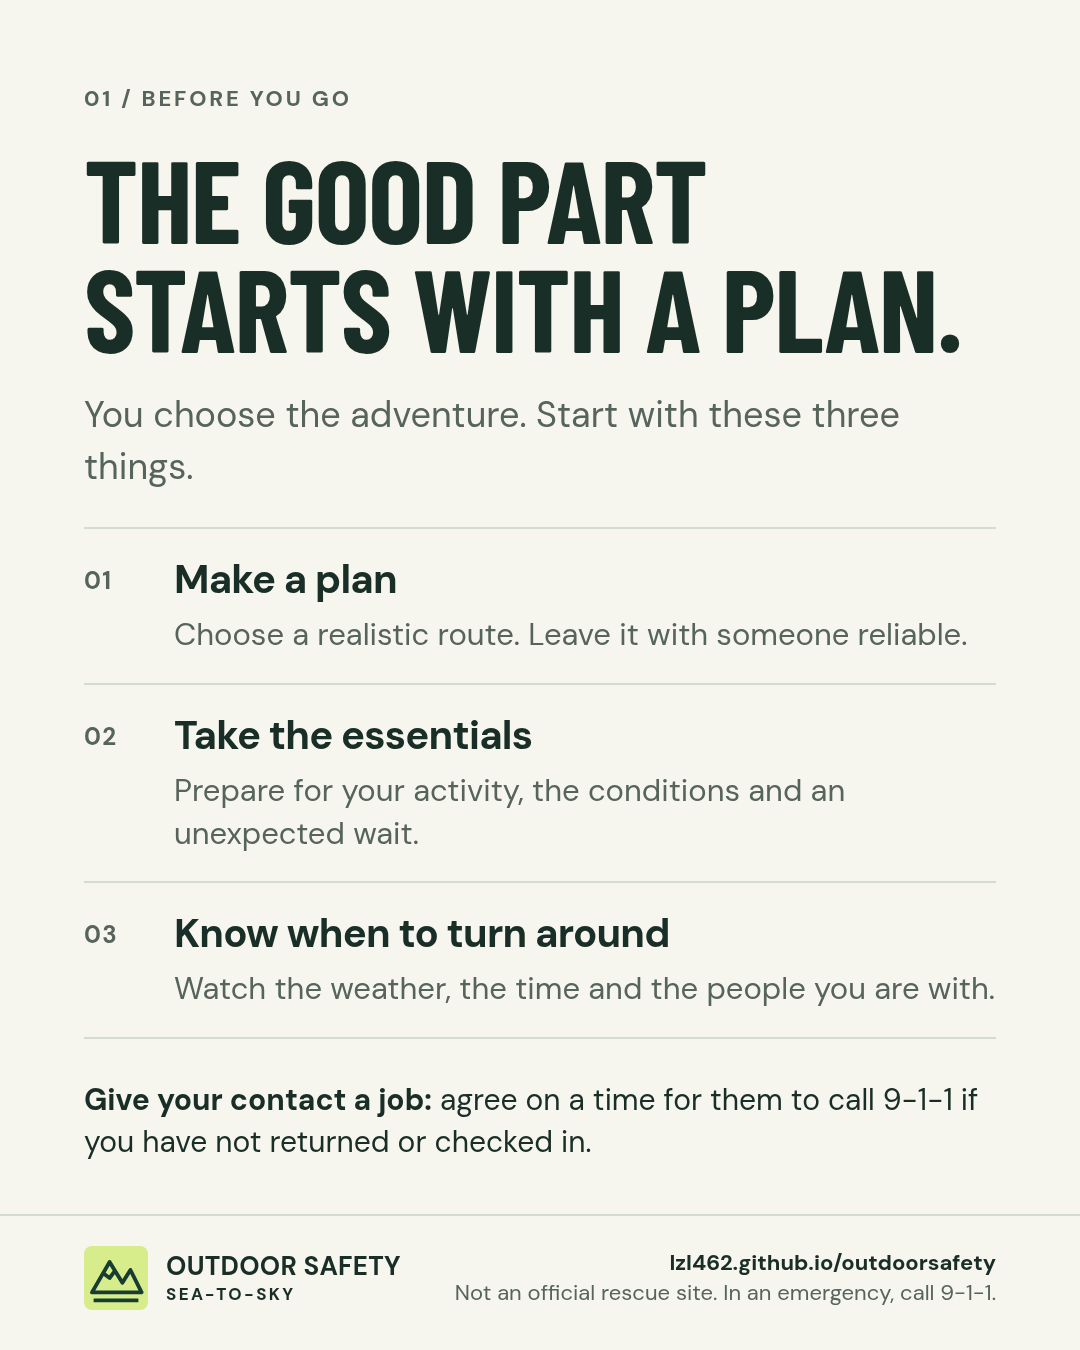 01 / BEFORE YOU GO
THE GOOD PART
STARTS WITH A PLAN.
You choose the adventure. Start with these three
things.
01
Make a plan
Choose a realistic route. Leave it with someone reliable.
02
Take the essentials
Prepare for your activity, the conditions and an
unexpected wait.
03
Know when to turn around
Watch the weather, the time and the people you are with.
Give your contact a job: agree on a time for them to call 9-1-1 if
you have not returned or checked in.
OUTDOOR SAFETY
SEA-TO-SKY
lzl462.github.io/outdoorsafety
Not an official rescue site. In an emergency, call 9-1-1.